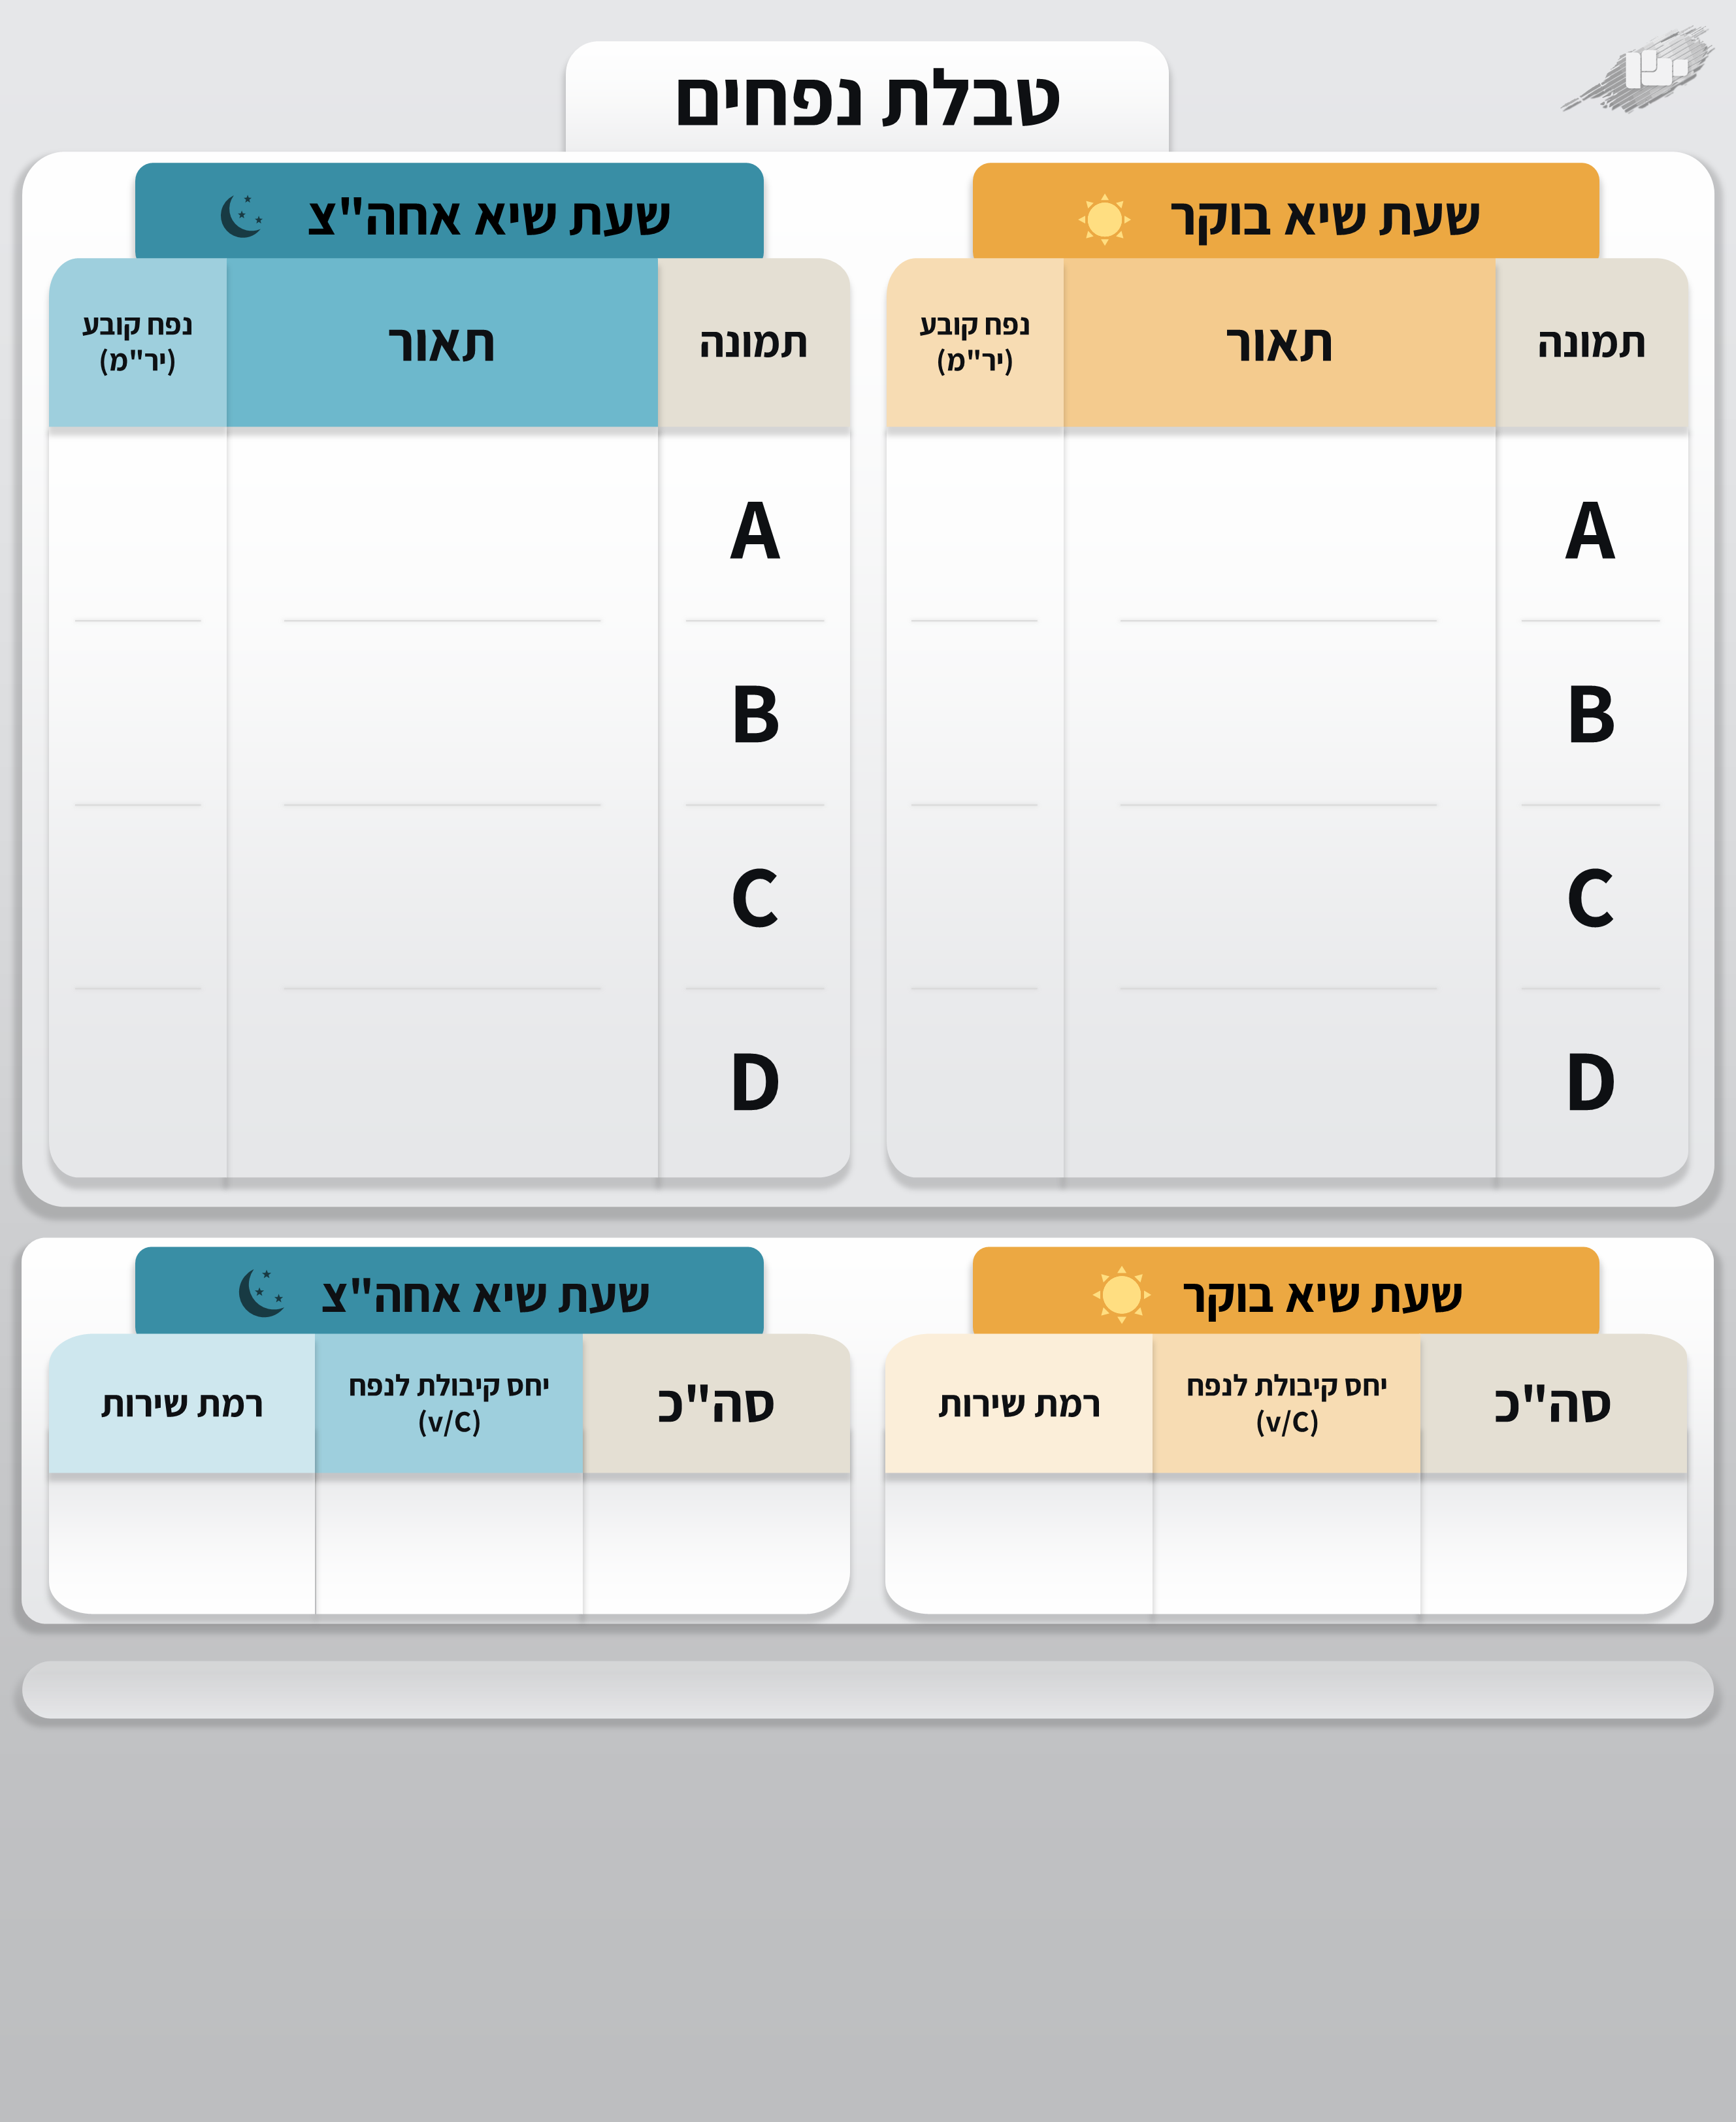 טבלת נפחים
שעת שיא בוקר
שעת שיא אחה"צ
תמונה
תאור
נפח קובע
(יר"מ)
תמונה
תאור
נפח קובע
(יר"מ)
A
A
B
B
C
C
D
D
שעת שיא בוקר
שעת שיא אחה"צ
סה"כ
יחס קיבולת לנפח
(v/C)
רמת שירות
סה"כ
יחס קיבולת לנפח
(v/C)
רמת שירות